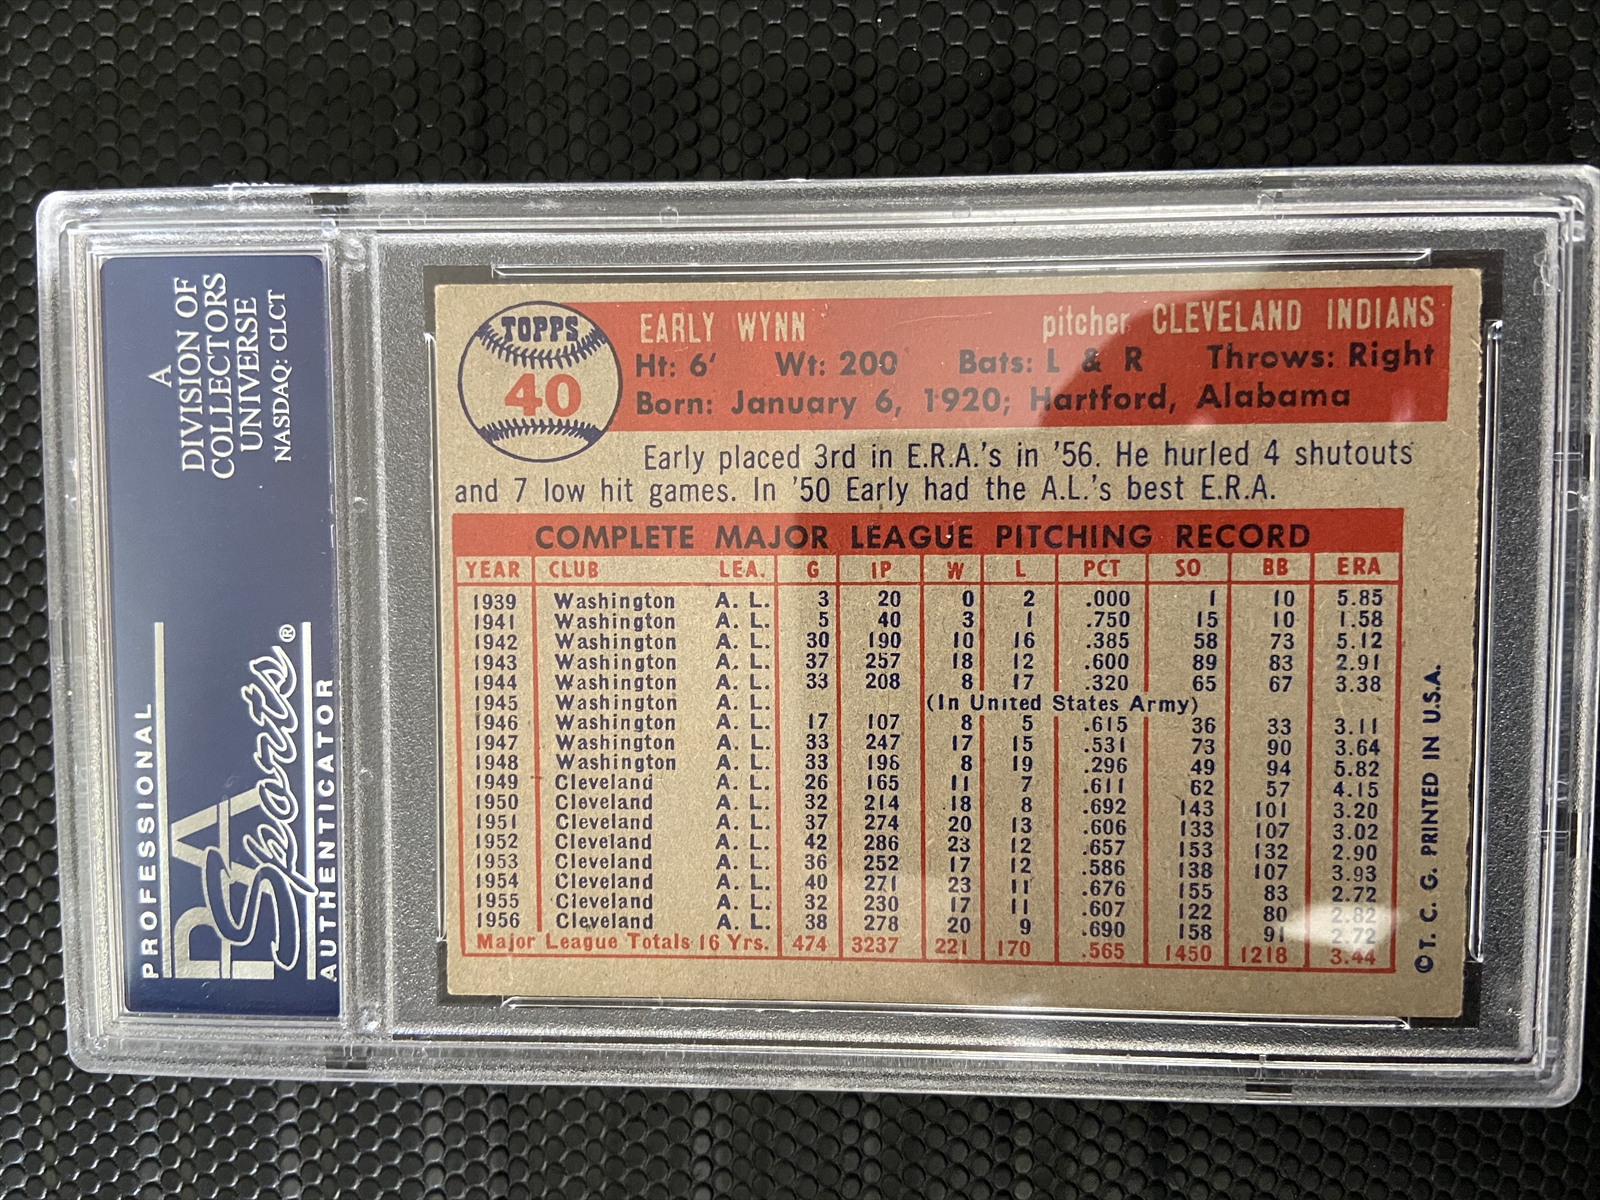 A
DIVISION OF
COLLECTORS
UNIVERSE
NASDAQ: CLCT
PROFESSIONAL
PSA
Sports®
AUTHENTICATOR
TOPPS
40
EARLY WYNN pitcher CLEVELAND INDIANS
Ht: 6' Wt: 200 Bats: L & R Throws: Right
Born: January 6, 1920; Hartford, Alabama
Early placed 3rd in E.R.A.'s in '56. He hurled 4 shutouts
and 7 low hit games. In '50 Early had the A.L.'s best E.R.A.
COMPLETE MAJOR LEAGUE PITCHING RECORD
YEAR CLUB LEA. G IP W L PCT SO BB ERA
1939 Washington A. L. 3 20 0 2 .000 1 10 5.85
1941 Washington A. L. 5 40 3 1 .750 15 10 1.58
1942 Washington A. L. 30 190 10 16 .385 58 73 5.12
1943 Washington A. L. 37 257 18 12 .600 89 83 2.91
1944 Washington A. L. 33 208 8 17 .320 65 67 3.38
1945 Washington A. L. (In United States Army)
1946 Washington A. L. 17 107 8 5 .615 36 33 3.11
1947 Washington A. L. 33 247 17 15 .531 73 90 3.64
1948 Washington A. L. 33 196 8 19 .296 49 94 5.82
1949 Cleveland A. L. 26 165 11 7 .611 62 57 4.15
1950 Cleveland A. L. 32 214 18 8 .692 143 101 3.20
1951 Cleveland A. L. 37 274 20 13 .606 133 107 3.02
1952 Cleveland A. L. 42 286 23 12 .657 153 132 2.90
1953 Cleveland A. L. 36 252 17 12 .586 138 107 3.93
1954 Cleveland A. L. 40 271 23 11 .676 155 83 2.72
1955 Cleveland A. L. 32 230 17 11 .607 122 80 2.82
1956 Cleveland A. L. 38 278 20 9 .690 158 91 2.72
Major League Totals 16 Yrs. 474 3237 221 170 .565 1450 1218 3.44
©T. C. G. PRINTED IN U.S.A.